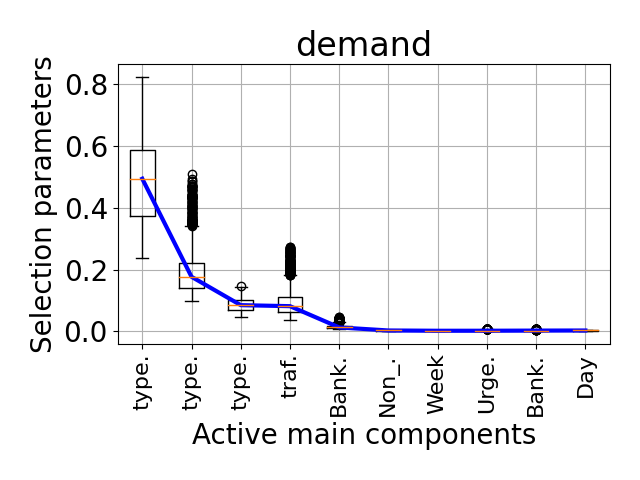 demand
Selection parameters
0.8
0.6
0.4
0.2
0.0
type.
type.
type.
traf.
Bank.
Non_.
Week
Urge.
Bank.
Day
Active main components